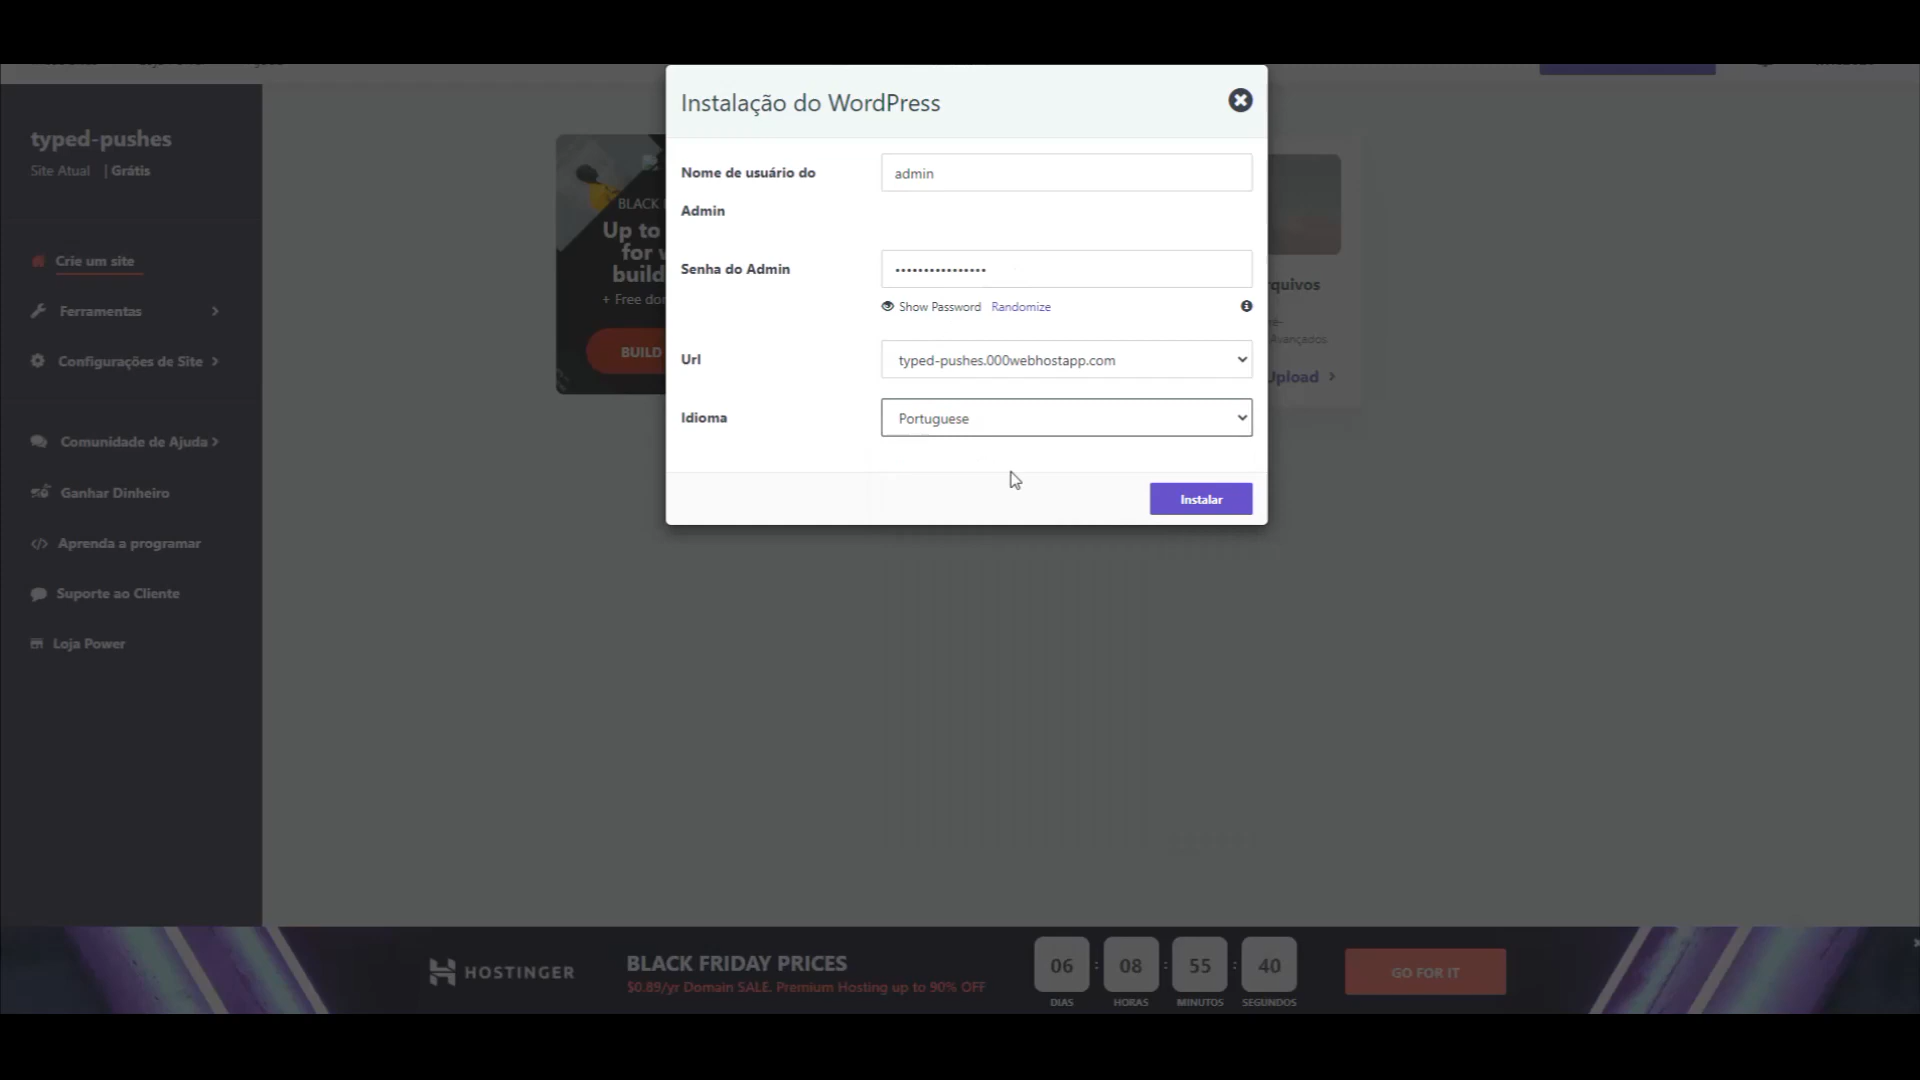 Instalação do WordPress
typed-pushes
Site Atual | Grátis
Crie um site
Ferramentas
Configurações de Site
Comunidade de Ajuda
Ganhar Dinheiro
Aprenda a programar
Suporte ao Cliente
Loja Power
BLACK
Up to
for
build
+ Free
BUILD
Nome de usuário do
Admin
admin
Senha do Admin
••••••••••••••••
Show Password Randomize
Url
typed-pushes.000webhostapp.com
Idioma
Portuguese
Instalar
quivos
Avançados
Upload
HOSTINGER
BLACK FRIDAY PRICES
$0.89/yr Domain SALE. Premium Hosting up to 90% OFF
06 : 08 : 55 : 40
DIAS HORAS MINUTOS SEGUNDOS
GO FOR IT